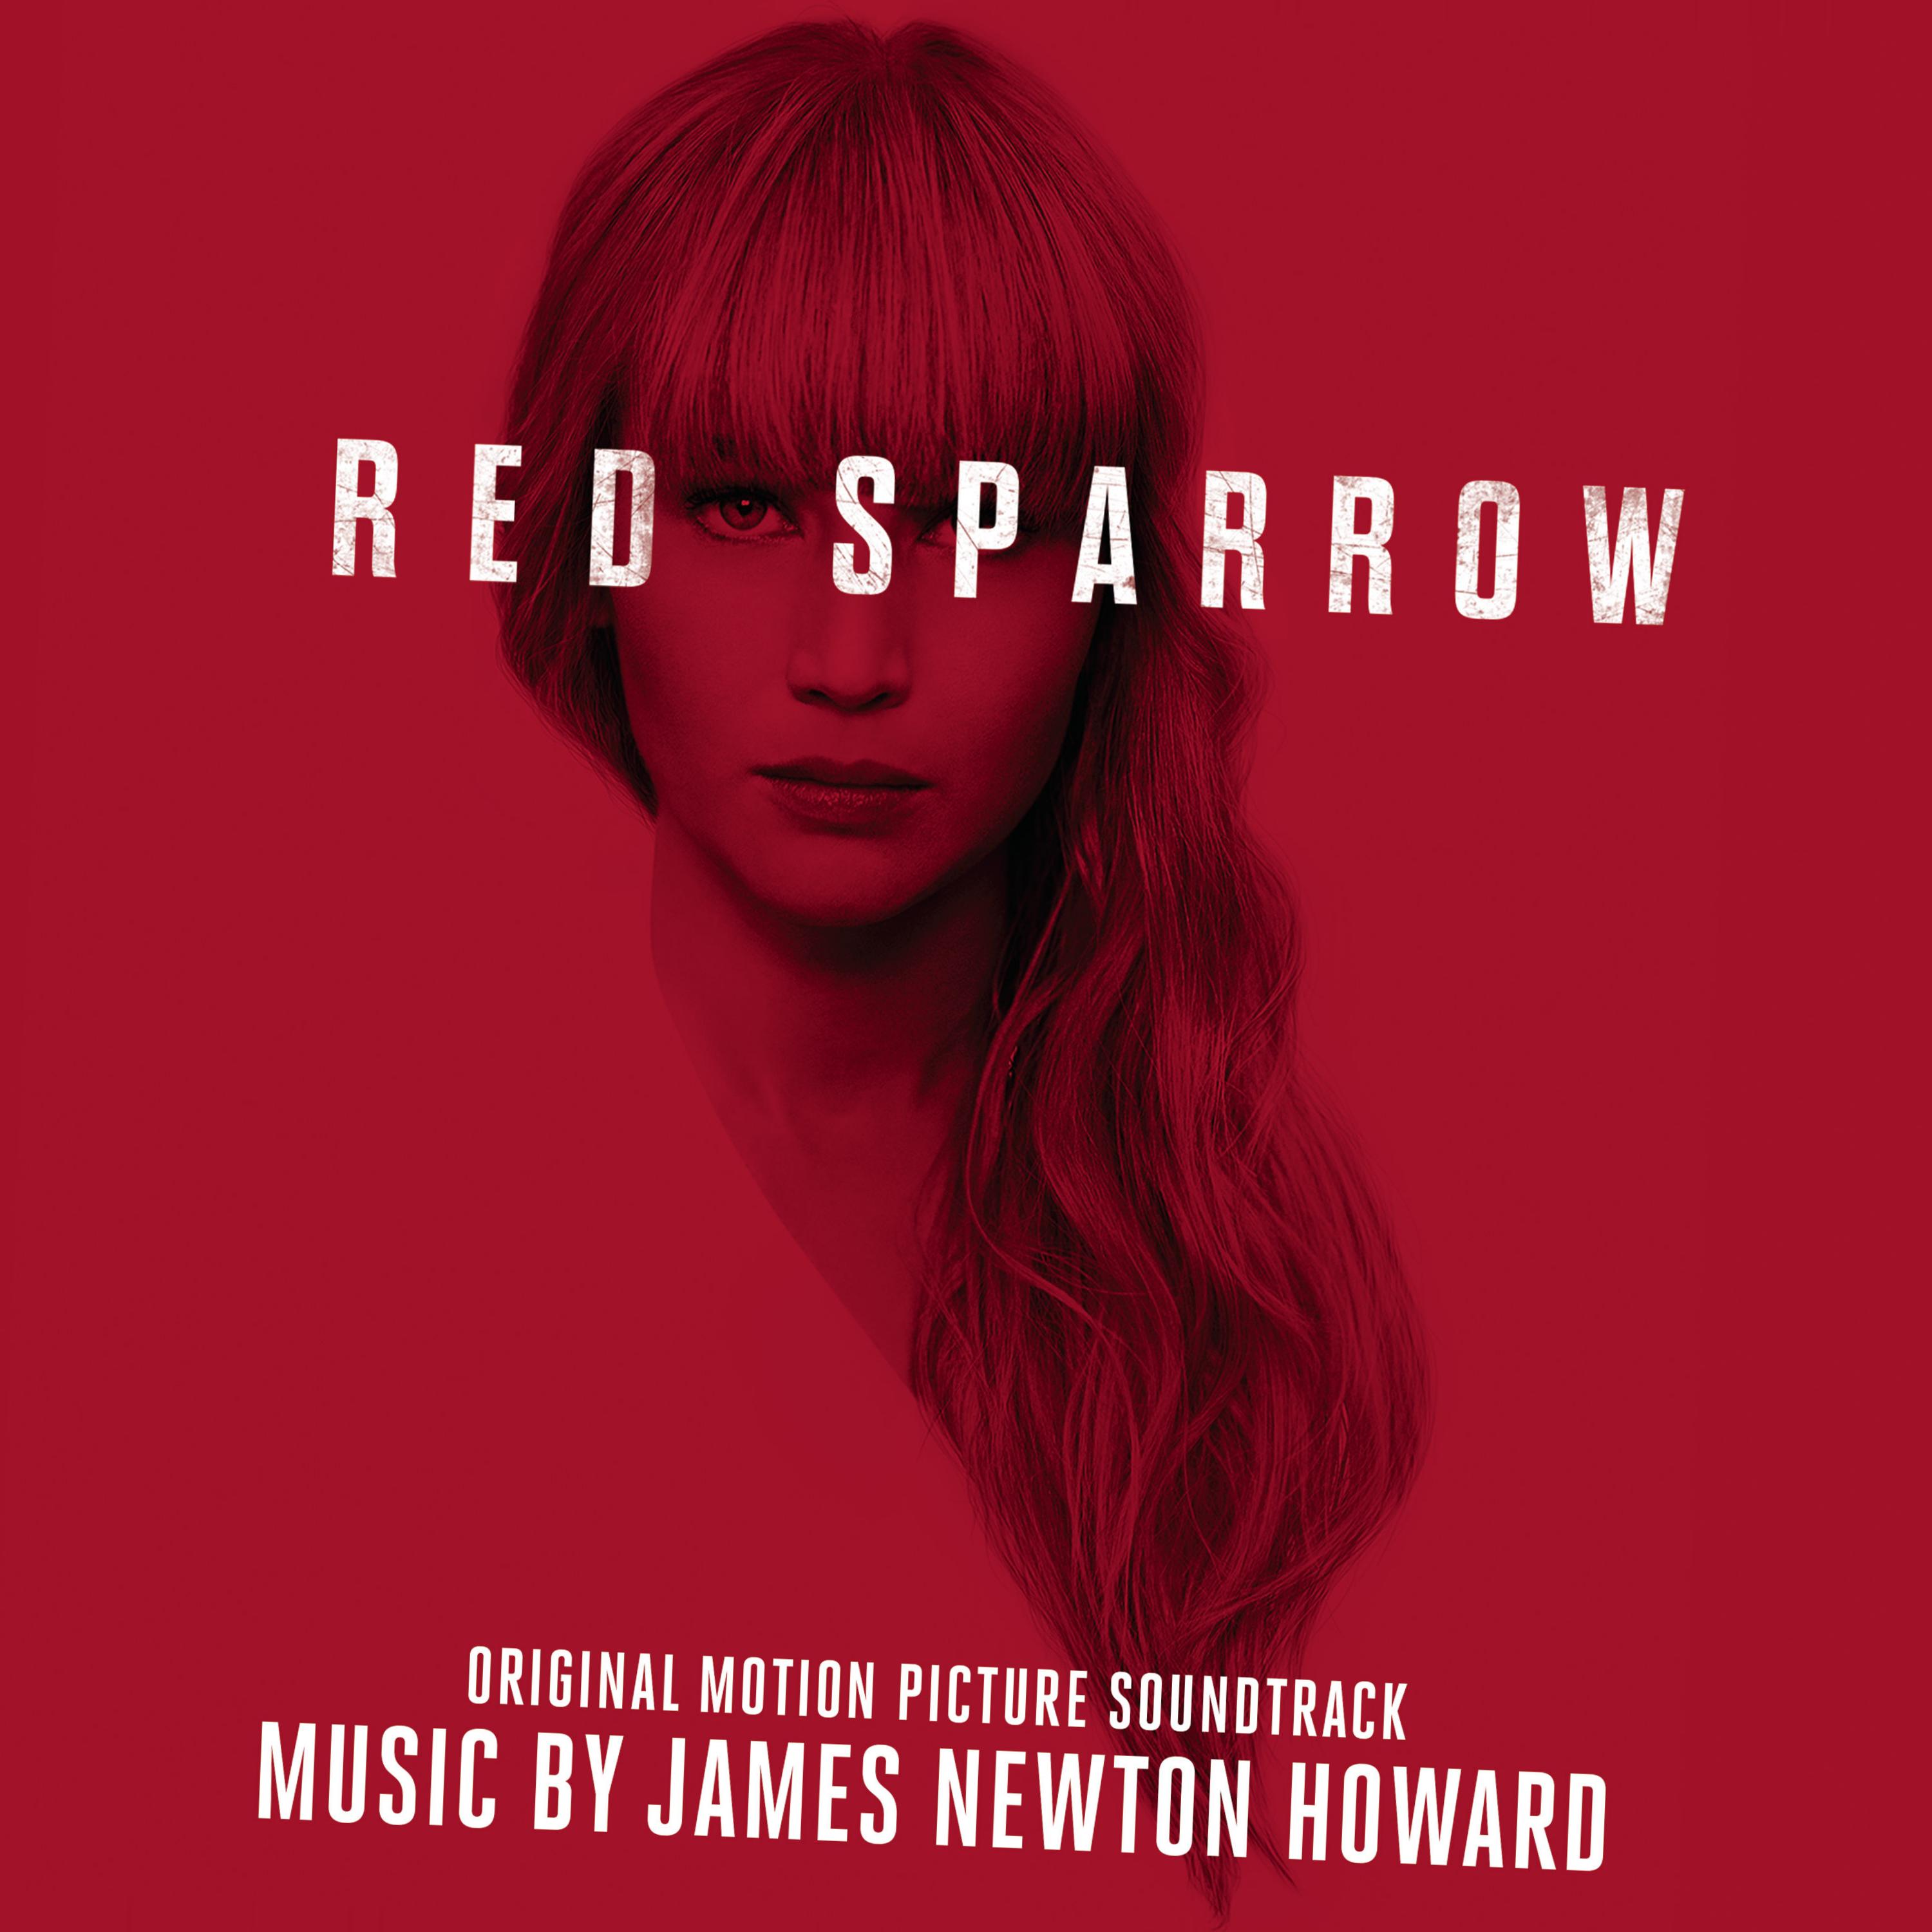 RED SPARROW
ORIGINAL MOTION PICTURE SOUNDTRACK
MUSIC BY JAMES NEWTON HOWARD